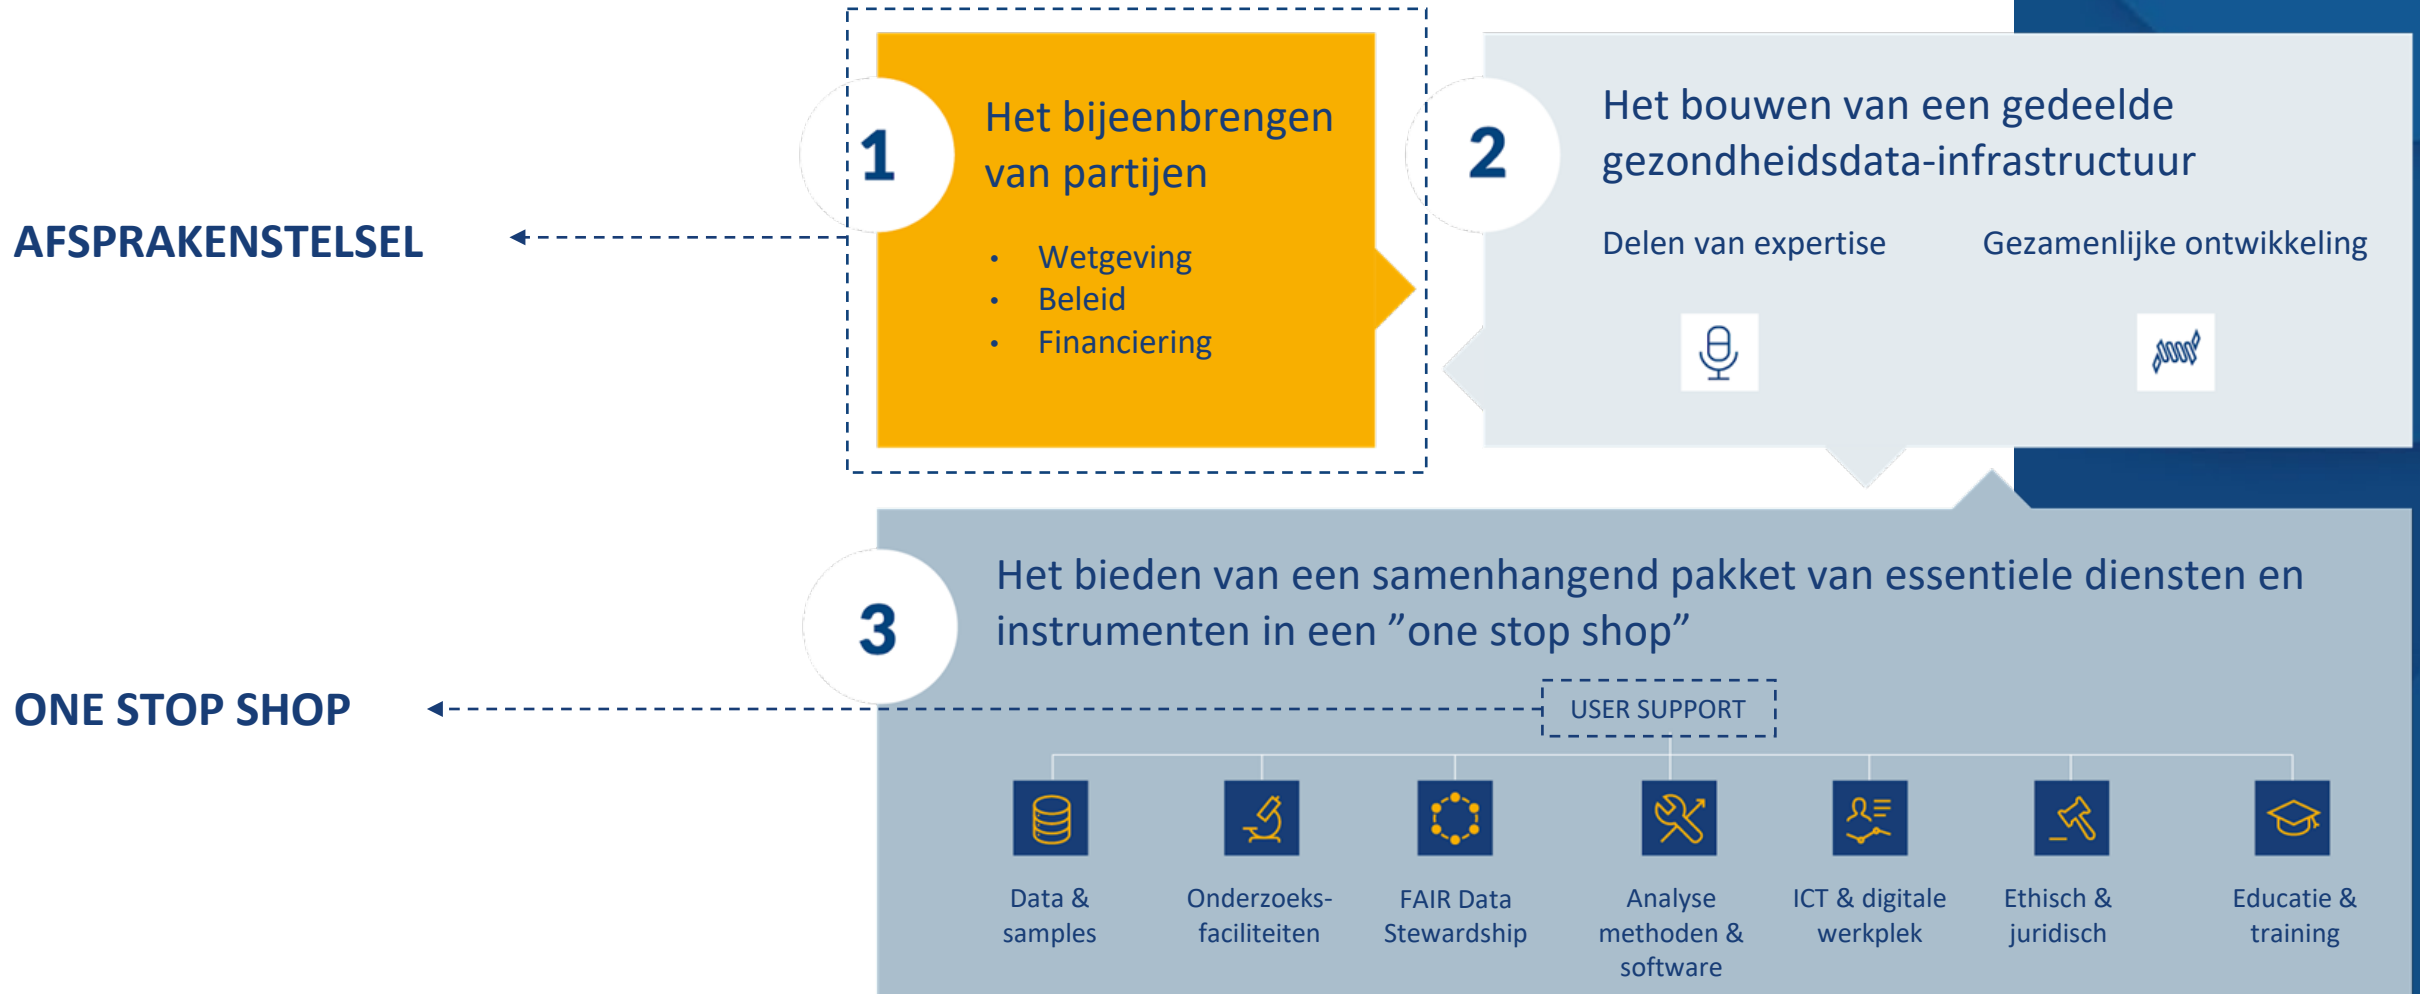 AFSPRAKENSTELSEL
1
Het bijeenbrengen
van partijen
• Wetgeving
• Beleid
• Financiering
2
Het bouwen van een gedeelde
gezondheidsdata-infrastructuur
Delen van expertise
Gezamenlijke ontwikkeling
3
Het bieden van een samenhangend pakket van essentiele diensten en
instrumenten in een ”one stop shop”
ONE STOP SHOP
USER SUPPORT
Data &
samples
Onderzoeks-
faciliteiten
FAIR Data
Stewardship
Analyse
methoden &
software
ICT & digitale
werkplek
Ethisch &
juridisch
Educatie &
training